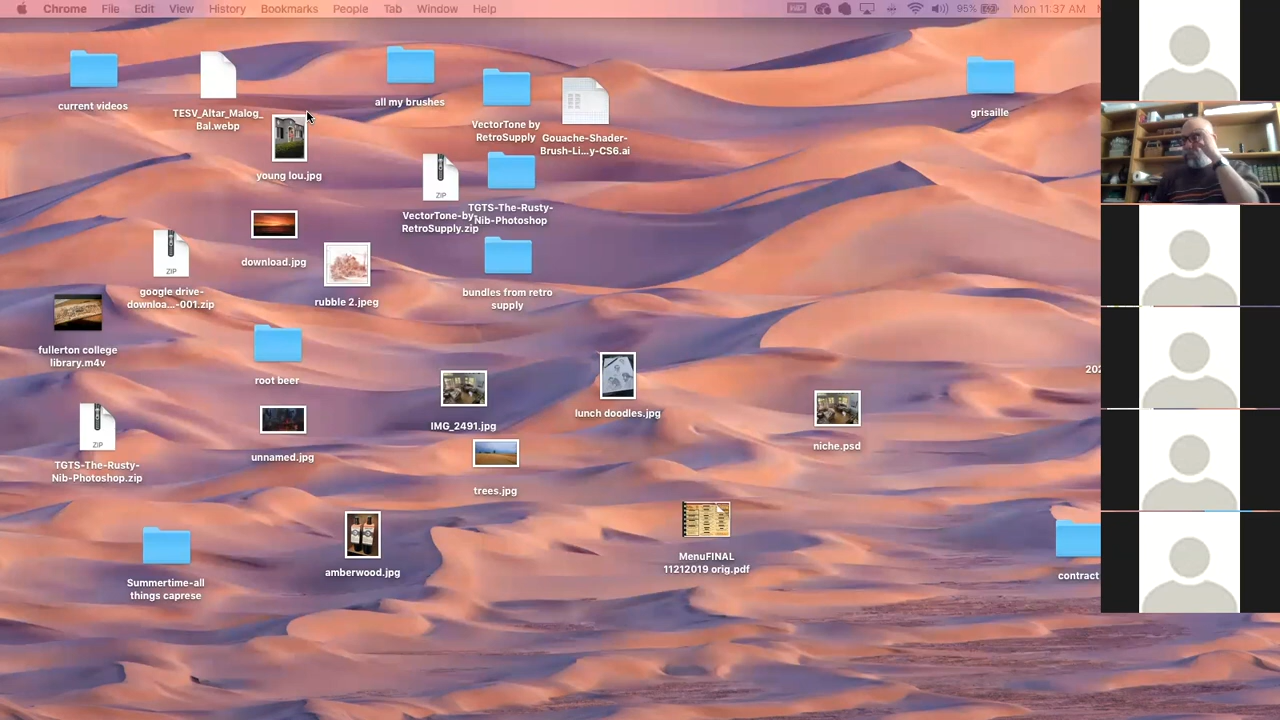 Chrome File Edit View History Bookmarks People Tab Window Help
95%
Mon 11:37 AM
current videos
TESV_Altar_Malog_
Bal.webp
all my brushes
VectorTone by
RetroSupply
Gouache-Shader-
Brush-Li...y-CS6.ai
grisaille
young lou.jpg
ZIP
VectorTone-by-
RetroSupply.zip
TGTS-The-Rusty-
Nib-Photoshop
download.jpg
ZIP
google drive-
downloa...-001.zip
rubble 2.jpeg
bundles from retro
supply
fullerton college
library.m4v
root beer
202
IMG_2491.jpg
lunch doodles.jpg
niche.psd
ZIP
TGTS-The-Rusty-
Nib-Photoshop.zip
unnamed.jpg
trees.jpg
Summertime-all
things caprese
amberwood.jpg
MenuFINAL
11212019 orig.pdf
contract